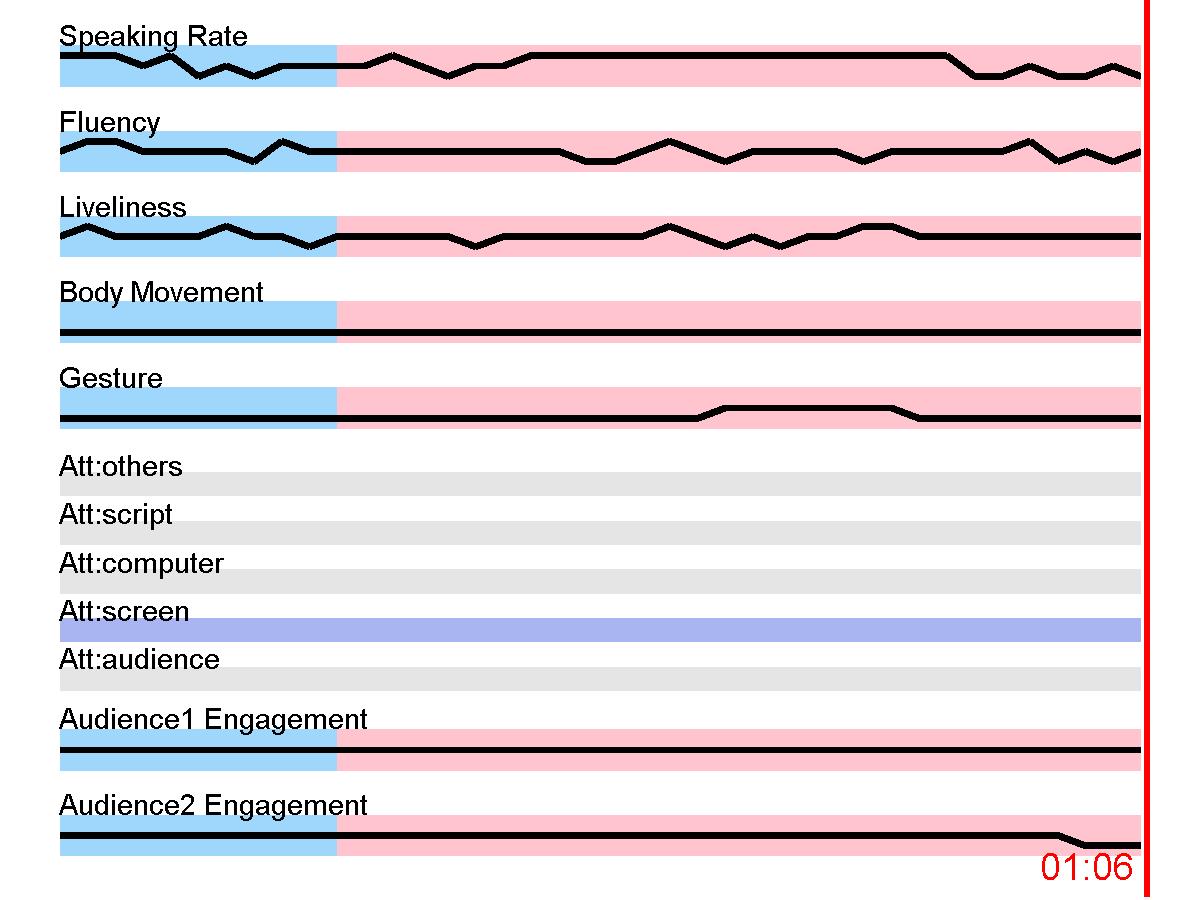 Speaking Rate
Fluency
Liveliness
Body Movement
Gesture
Att:others
Att:script
Att:computer
Att:screen
Att:audience
Audience1 Engagement
Audience2 Engagement
01:06